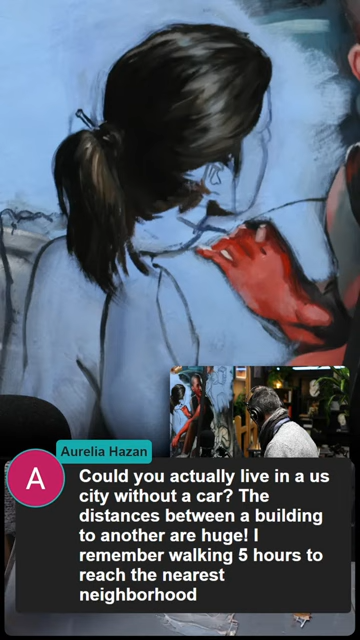 Aurelia Hazan
A
Could you actually live in a us
city without a car? The
distances between a building
to another are huge! I
remember walking 5 hours to
reach the nearest
neighborhood